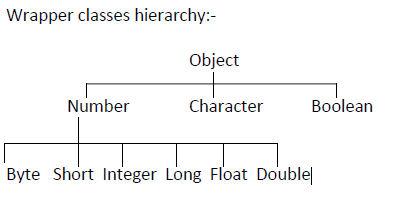 Wrapper classes hierarchy:-
Object
Number Character Boolean
Byte Short Integer Long Float Double